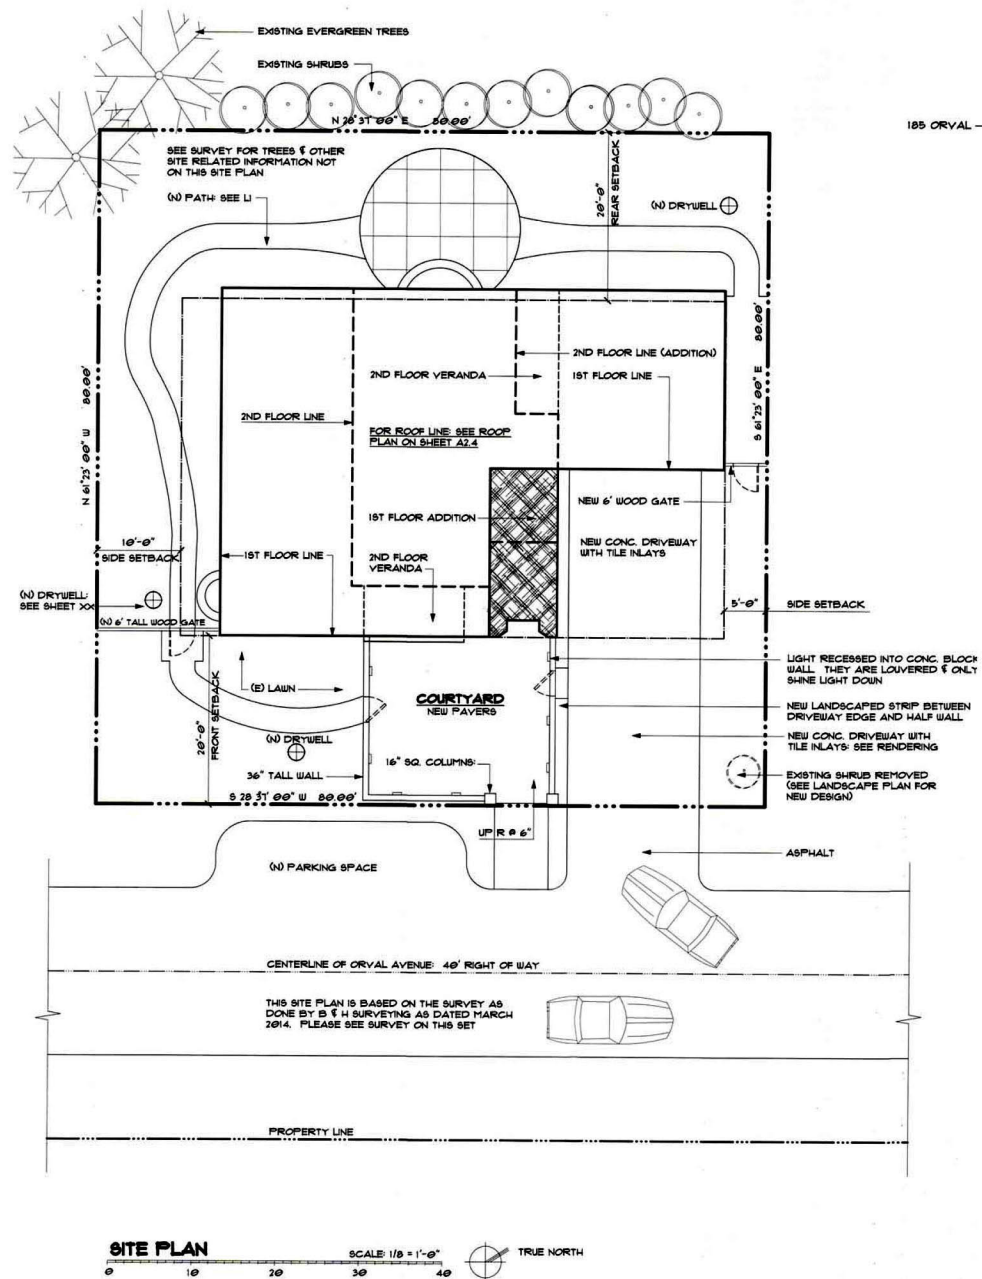 EXISTING EVERGREEN TREES
EXISTING SHRUBS
N 28°37'00" E 80.00'
185 ORVAL
SEE SURVEY FOR TREES & OTHER
SITE RELATED INFORMATION NOT
ON THIS SITE PLAN
(N) PATH: SEE L1
20'-0"
REAR SETBACK
(N) DRYWELL
2ND FLOOR LINE (ADDITION)
2ND FLOOR VERANDA
1ST FLOOR LINE
S 61°23' 00" E 80.00'
N 61°23' 00" W 80.00'
2ND FLOOR LINE
FOR ROOF LINE: SEE ROOP
PLAN ON SHEET A2.4
NEW 6' WOOD GATE
1ST FLOOR ADDITION
NEW CONC. DRIVEWAY
WITH TILE INLAYS
10'-0"
SIDE SETBACK
1ST FLOOR LINE
2ND FLOOR
VERANDA
(N) DRYWELL:
SEE SHEET XX
(N) 6' TALL WOOD GATE
5'-0"
SIDE SETBACK
LIGHT RECESSED INTO CONC. BLOCK
WALL THEY ARE LOUVERED & ONLY
SHINE LIGHT DOWN
(E) LAWN
COURTYARD
NEW PAVERS
NEW LANDSCAPED STRIP BETWEEN
DRIVEWAY EDGE AND HALF WALL
20'-0"
FRONT SETBACK
(N) DRYWELL
NEW CONC. DRIVEWAY WITH
TILE INLAYS: SEE RENDERING
36" TALL WALL
16" SQ. COLUMNS:
EXISTING SHRUB REMOVED
(SEE LANDSCAPE PLAN FOR
NEW DESIGN)
S 28 37' 00" W 80.00'
UP R @ 6"
ASPHALT
(N) PARKING SPACE
CENTERLINE OF ORVAL AVENUE: 40' RIGHT OF WAY
THIS SITE PLAN IS BASED ON THE SURVEY AS
DONE BY B & H SURVEYING AS DATED MARCH
2014. PLEASE SEE SURVEY ON THIS SET
PROPERTY LINE
SITE PLAN
SCALE: 1/8 = 1'-0"
TRUE NORTH
0 10 20 30 40